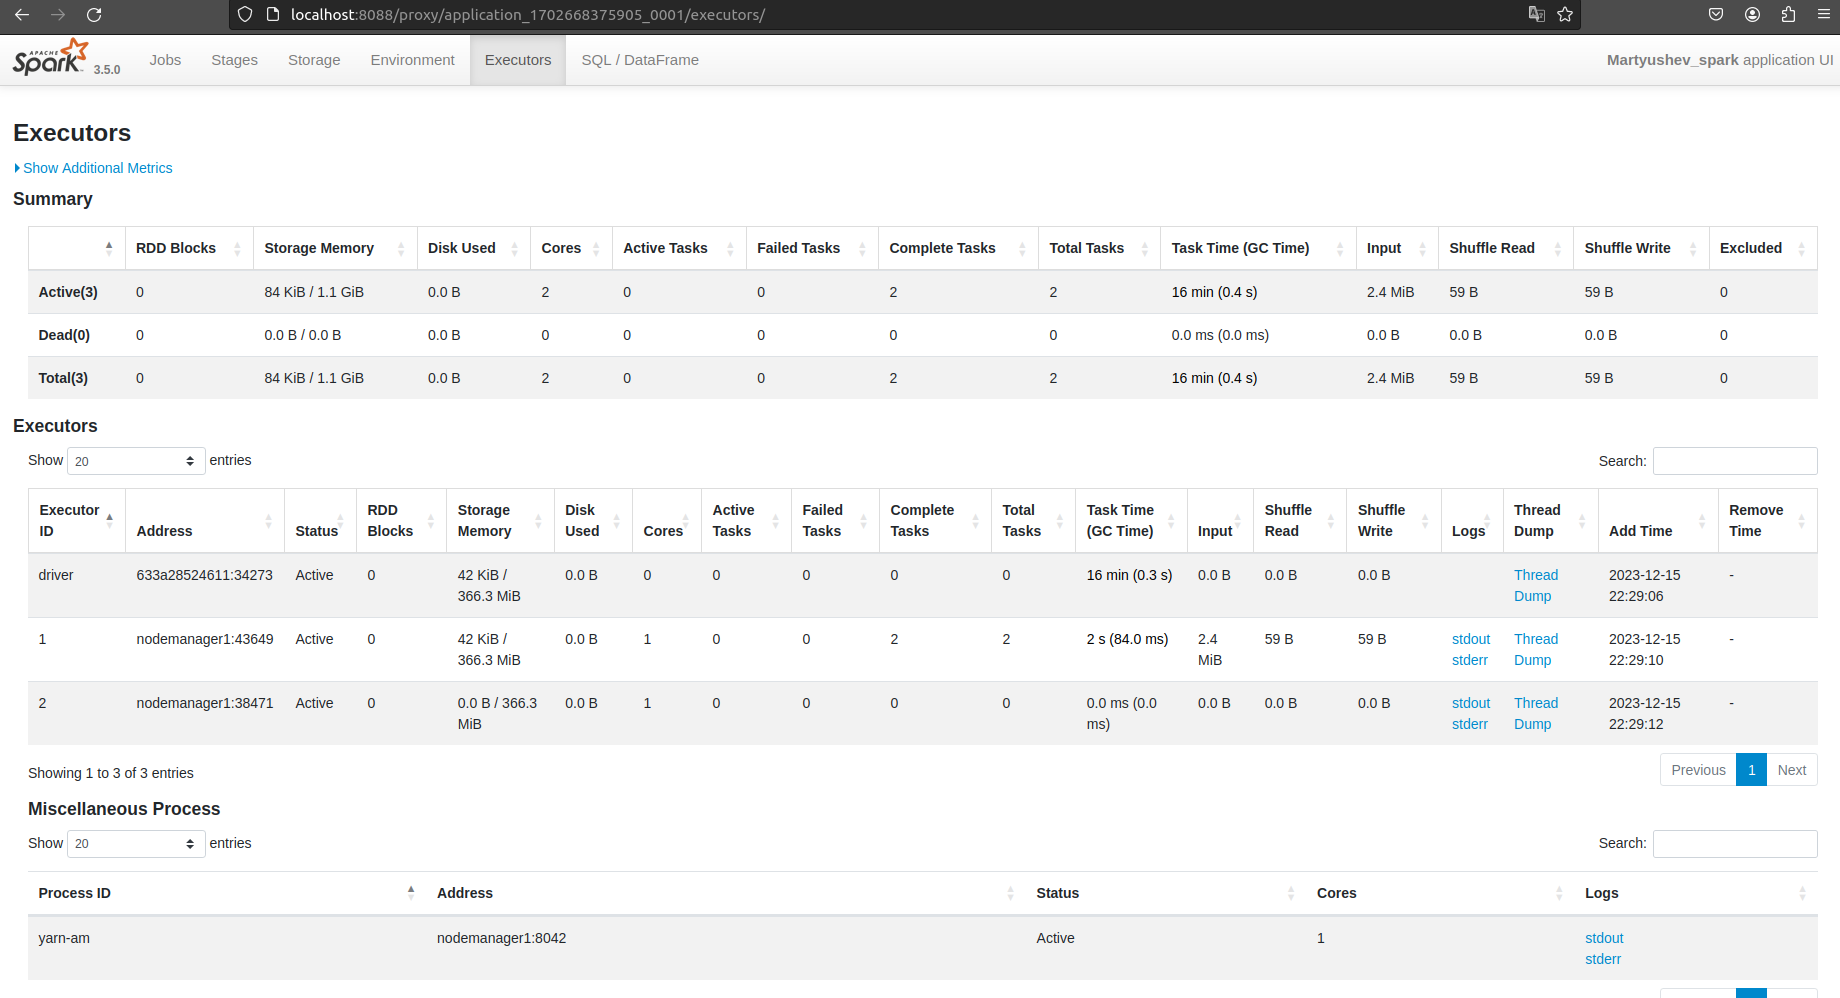 localhost:8088/proxy/application_1702668375905_0001/executors/
APACHE Spark 3.5.0 Jobs Stages Storage Environment Executors SQL / DataFrame Martyushev_spark application UI
Executors
Show Additional Metrics
Summary
RDD Blocks Storage Memory Disk Used Cores Active Tasks Failed Tasks Complete Tasks Total Tasks Task Time (GC Time) Input Shuffle Read Shuffle Write Excluded
Active(3) 0 84 KiB / 1.1 GiB 0.0 B 2 0 0 2 2 16 min (0.4 s) 2.4 MiB 59 B 59 B 0
Dead(0) 0 0.0 B / 0.0 B 0.0 B 0 0 0 0 0 0.0 ms (0.0 ms) 0.0 B 0.0 B 0.0 B 0
Total(3) 0 84 KiB / 1.1 GiB 0.0 B 2 0 0 2 2 16 min (0.4 s) 2.4 MiB 59 B 59 B 0
Executors
Show 20 entries Search:
Executor RDD Storage Disk Active Failed Complete Total Task Time Shuffle Shuffle Thread Remove
ID Address Status Blocks Memory Used Cores Tasks Tasks Tasks Tasks (GC Time) Input Read Write Logs Dump Add Time Time
driver 633a28524611:34273 Active 0 42 KiB / 0.0 B 0 0 0 0 0 16 min (0.3 s) 0.0 B 0.0 B 0.0 B Thread 2023-12-15 -
366.3 MiB Dump 22:29:06
1 nodemanager1:43649 Active 0 42 KiB / 0.0 B 1 0 0 2 2 2 s (84.0 ms) 2.4 59 B 59 B stdout Thread 2023-12-15 -
366.3 MiB MiB stderr Dump 22:29:10
2 nodemanager1:38471 Active 0 0.0 B / 366.3 0.0 B 1 0 0 0 0 0.0 ms (0.0 0.0 B 0.0 B 0.0 B stdout Thread 2023-12-15 -
MiB ms) stderr Dump 22:29:12
Showing 1 to 3 of 3 entries Previous 1 Next
Miscellaneous Process
Show 20 entries Search:
Process ID Address Status Cores Logs
yarn-am nodemanager1:8042 Active 1 stdout
stderr